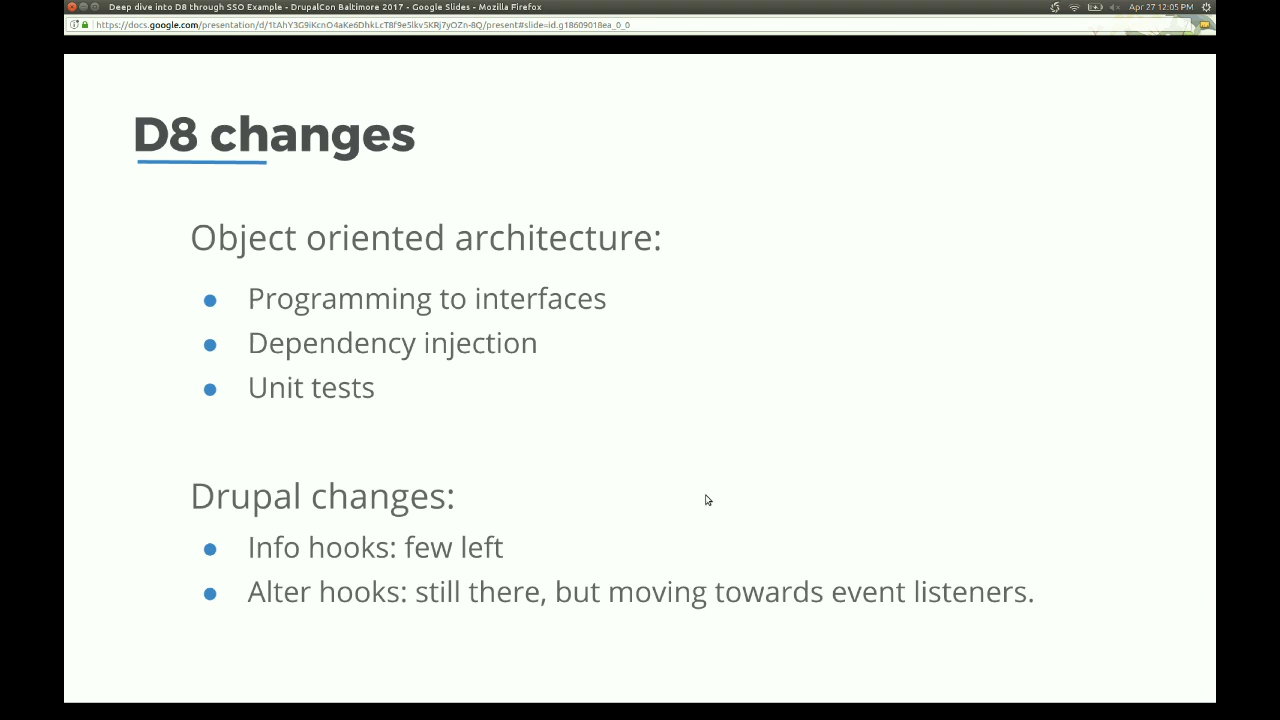 Deep dive into D8 through SSO Example - DrupalCon Baltimore 2017 - Google Slides - Mozilla Firefox
Apr 27 12:05 PM
D8 changes
Object oriented architecture:
Programming to interfaces
Dependency injection
Unit tests
Drupal changes:
Info hooks: few left
Alter hooks: still there, but moving towards event listeners.